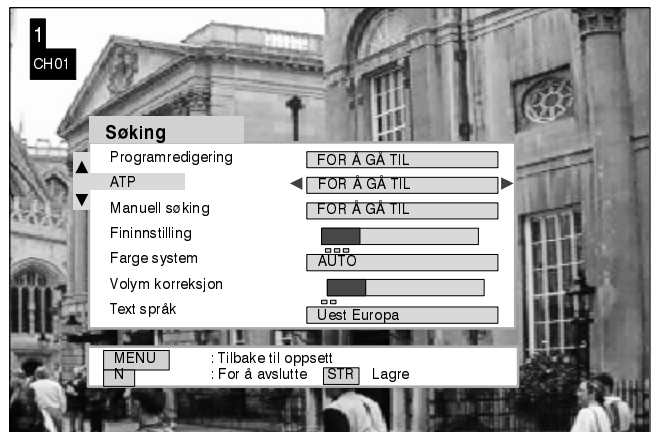 1
CH01
Søking
Programredigering FOR Å GÅ TIL
ATP FOR Å GÅ TIL
Manuell søking FOR Å GÅ TIL
Fininnstilling
Farge system AUTO
Volym korreksjon
Text språk Uest Europa
MENU : Tilbake til oppsett
N : For å avslutte STR Lagre